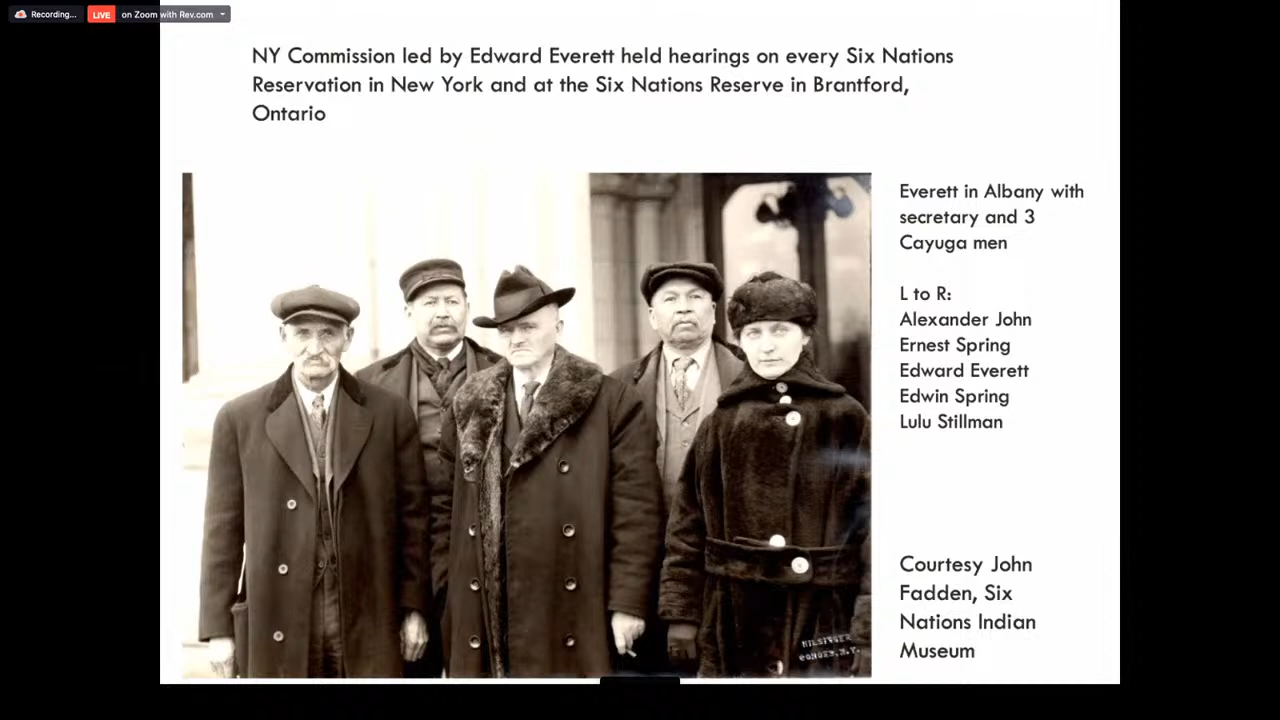 Recording...
LIVE on Zoom with Rev.com
NY Commission led by Edward Everett held hearings on every Six Nations
Reservation in New York and at the Six Nations Reserve in Brantford,
Ontario
Everett in Albany with
secretary and 3
Cayuga men
L to R:
Alexander John
Ernest Spring
Edward Everett
Edwin Spring
Lulu Stillman
Courtesy John
Fadden, Six
Nations Indian
Museum